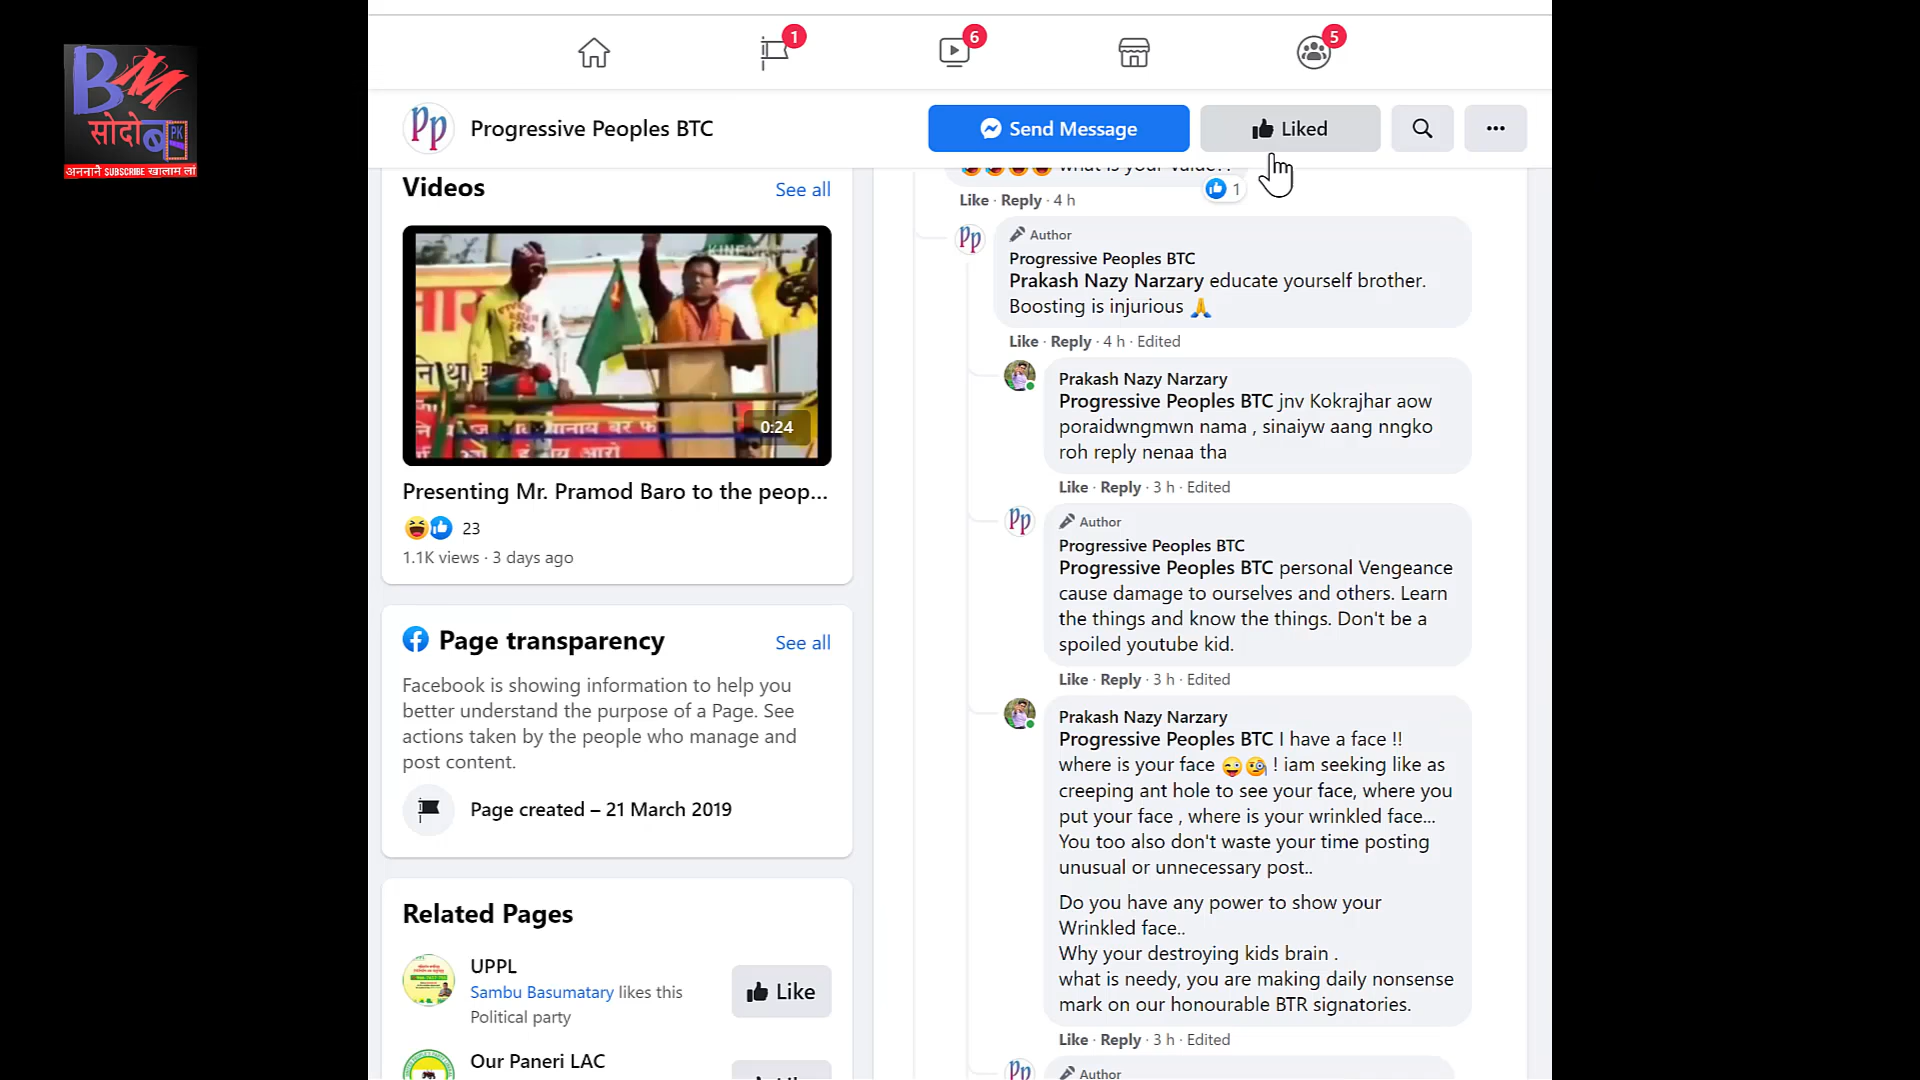 BM
सोदोब
PK
अननानै SUBSCRIBE खालाम लां
1
6
5
Pp
Progressive Peoples BTC
Send Message
Liked
Videos
See all
KINEM
0:24
Presenting Mr. Pramod Baro to the peop...
23
1.1K views · 3 days ago
Page transparency
See all
Facebook is showing information to help you
better understand the purpose of a Page. See
actions taken by the people who manage and
post content.
Page created – 21 March 2019
Related Pages
UPPL
Sambu Basumatary likes this
Political party
Like
Our Paneri LAC
what is your value??
1
Like · Reply · 4 h
Pp
Author
Progressive Peoples BTC
Prakash Nazy Narzary educate yourself brother.
Boosting is injurious 🙏
Like · Reply · 4 h · Edited
Prakash Nazy Narzary
Progressive Peoples BTC jnv Kokrajhar aow
poraidwngmwn nama , sinaiyw aang nngko
roh reply nenaa tha
Like · Reply · 3 h · Edited
Pp
Author
Progressive Peoples BTC
Progressive Peoples BTC personal Vengeance
cause damage to ourselves and others. Learn
the things and know the things. Don't be a
spoiled youtube kid.
Like · Reply · 3 h · Edited
Prakash Nazy Narzary
Progressive Peoples BTC I have a face !!
where is your face 😜🧐 ! iam seeking like as
creeping ant hole to see your face, where you
put your face , where is your wrinkled face...
You too also don't waste your time posting
unusual or unnecessary post..
Do you have any power to show your
Wrinkled face..
Why your destroying kids brain .
what is needy, you are making daily nonsense
mark on our honourable BTR signatories.
Like · Reply · 3 h · Edited
Pp
Author